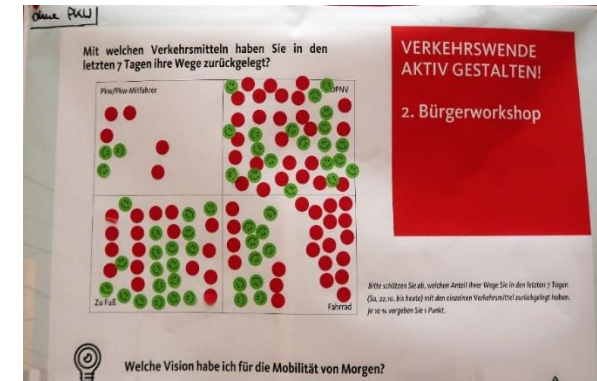 ohne PKW
Mit welchen Verkehrsmitteln haben Sie in den
letzten 7 Tagen ihre Wege zurückgelegt?
Pkw/Pkw-Mitfahrer
ÖPNV
Zu Fuß
Fahrrad
VERKEHRSWENDE
AKTIV GESTALTEN!
2. Bürgerworkshop
Bitte schätzen Sie ab, welchen Anteil Ihrer Wege Sie in den letzten 7 Tagen
(Sa, 22.10. bis heute) mit den einzelnen Verkehrsmittel zurückgelegt haben.
Je 10 % vergeben Sie 1 Punkt.
Welche Vision habe ich für die Mobilität von Morgen?